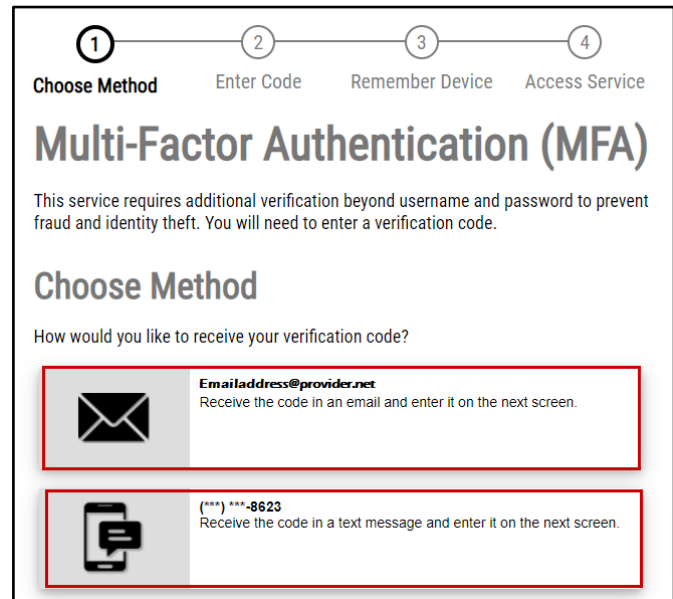 1 2 3 4
Choose Method Enter Code Remember Device Access Service
Multi-Factor Authentication (MFA)
This service requires additional verification beyond username and password to prevent
fraud and identity theft. You will need to enter a verification code.
Choose Method
How would you like to receive your verification code?
Emailaddress@provider.net
Receive the code in an email and enter it on the next screen.
(***) ***-8623
Receive the code in a text message and enter it on the next screen.